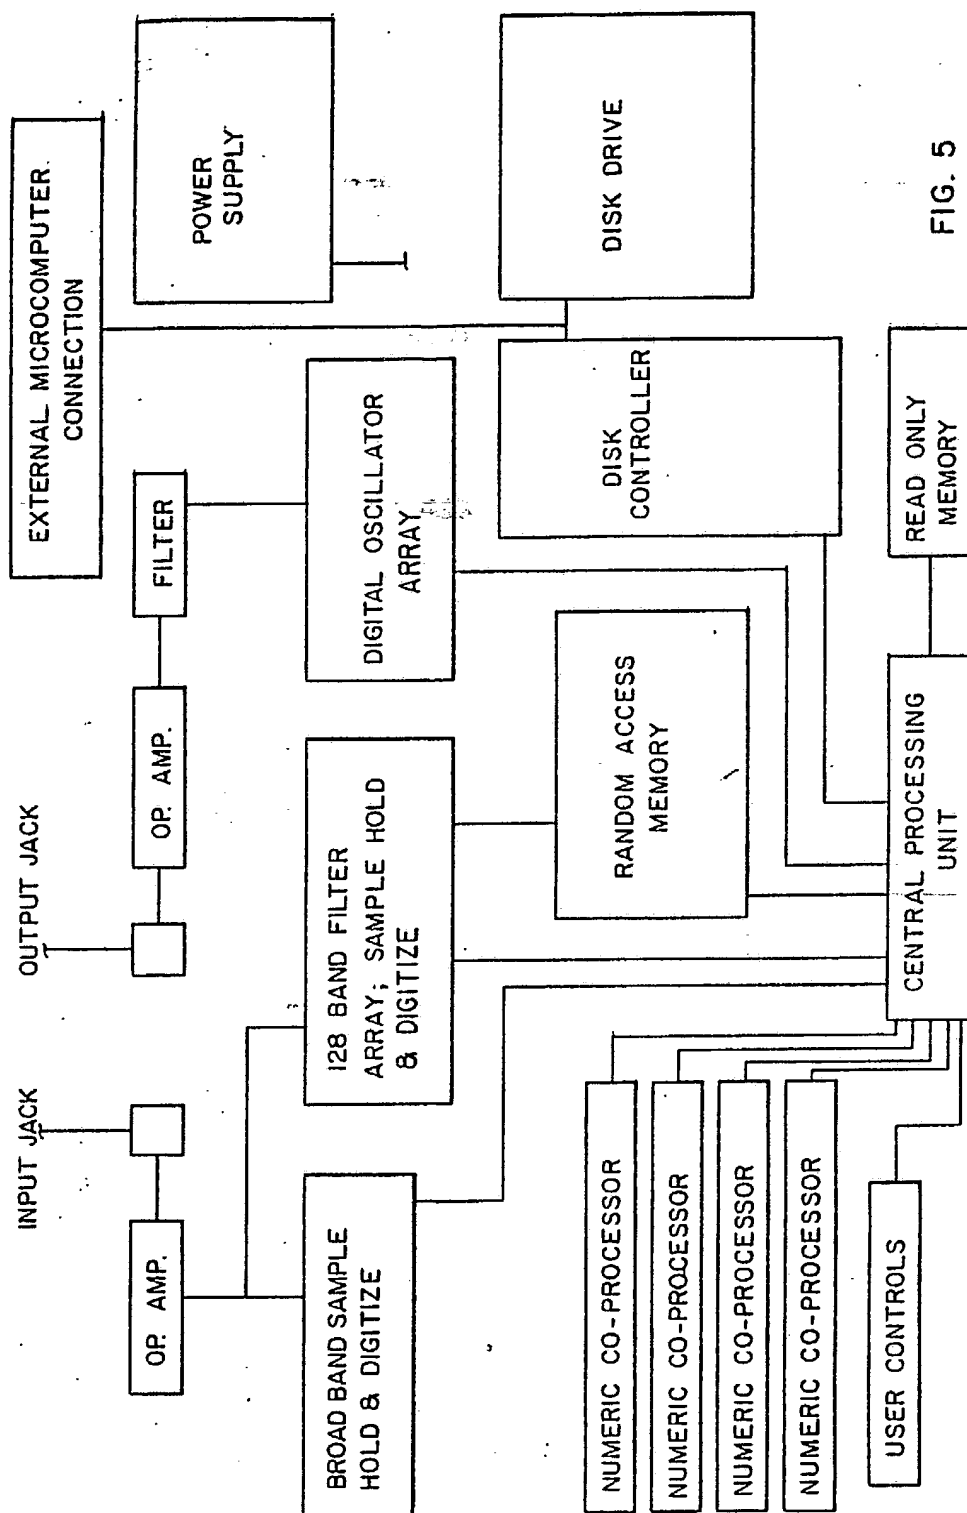 INPUT JACK
OUTPUT JACK
EXTERNAL MICROCOMPUTER
CONNECTION
OP. AMP.
OP. AMP.
FILTER
POWER
SUPPLY
BROAD BAND SAMPLE
HOLD & DIGITIZE
128 BAND FILTER
ARRAY; SAMPLE HOLD
& DIGITIZE
DIGITAL OSCILLATOR
ARRAY
RANDOM ACCESS
MEMORY
DISK
CONTROLLER
DISK DRIVE
NUMERIC CO-PROCESSOR
NUMERIC CO-PROCESSOR
NUMERIC CO-PROCESSOR
NUMERIC CO-PROCESSOR
USER CONTROLS
CENTRAL PROCESSING
UNIT
READ ONLY
MEMORY
FIG. 5